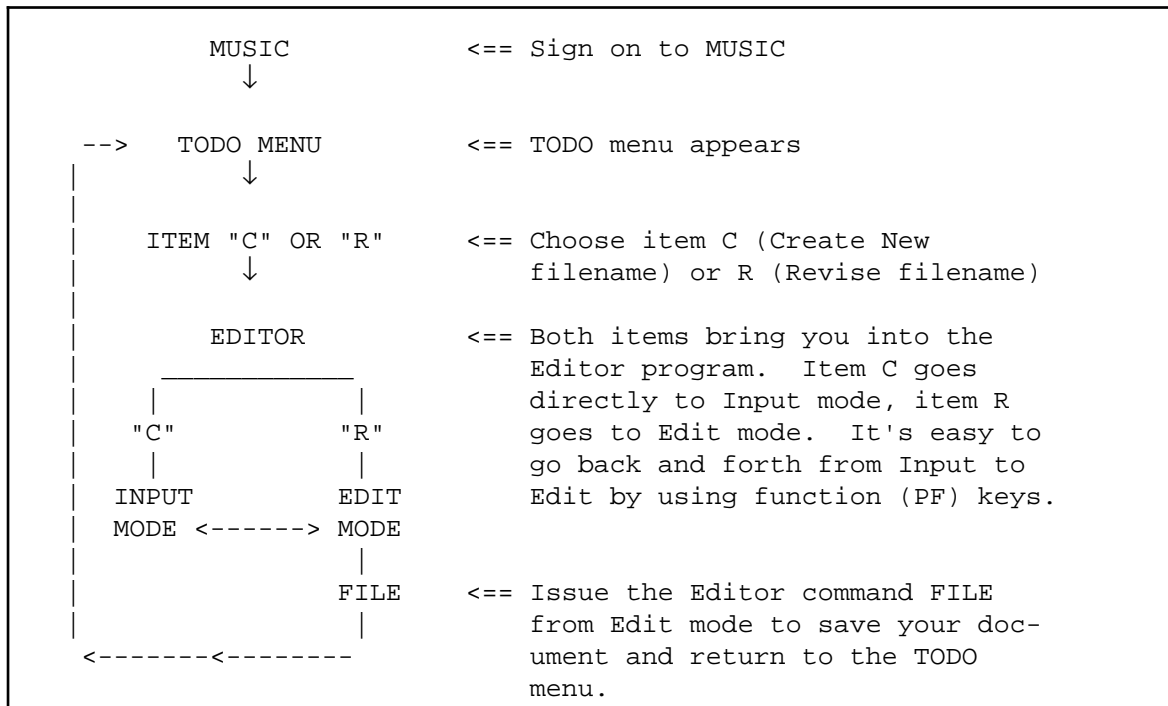 MUSIC <== Sign on to MUSIC
↓
--> TODO MENU <== TODO menu appears
↓
ITEM "C" OR "R" <== Choose item C (Create New
↓ filename) or R (Revise filename)
EDITOR <== Both items bring you into the
Editor program. Item C goes
directly to Input mode, item R
"C" "R" goes to Edit mode. It's easy to
go back and forth from Input to
INPUT EDIT Edit by using function (PF) keys.
MODE <------> MODE
FILE <== Issue the Editor command FILE
from Edit mode to save your doc-
<-------<-------- ument and return to the TODO
menu.